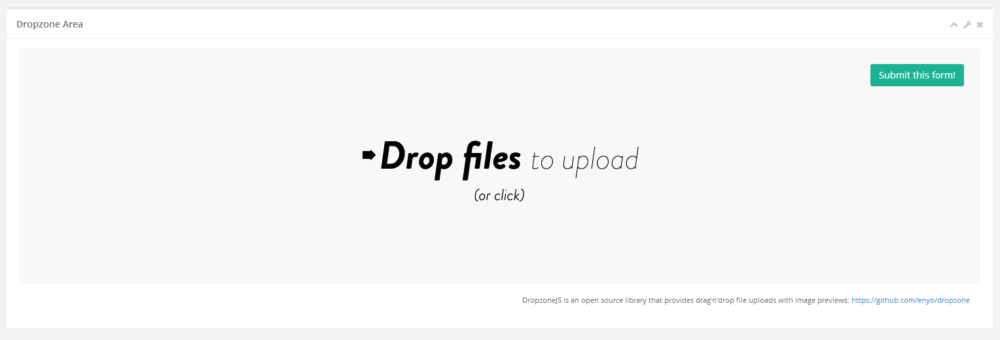 Dropzone Area
Submit this form!
Drop files to upload
(or click)
DropzoneJS is an open source library that provides drag'n'drop file uploads with image previews: https://github.com/enyo/dropzone